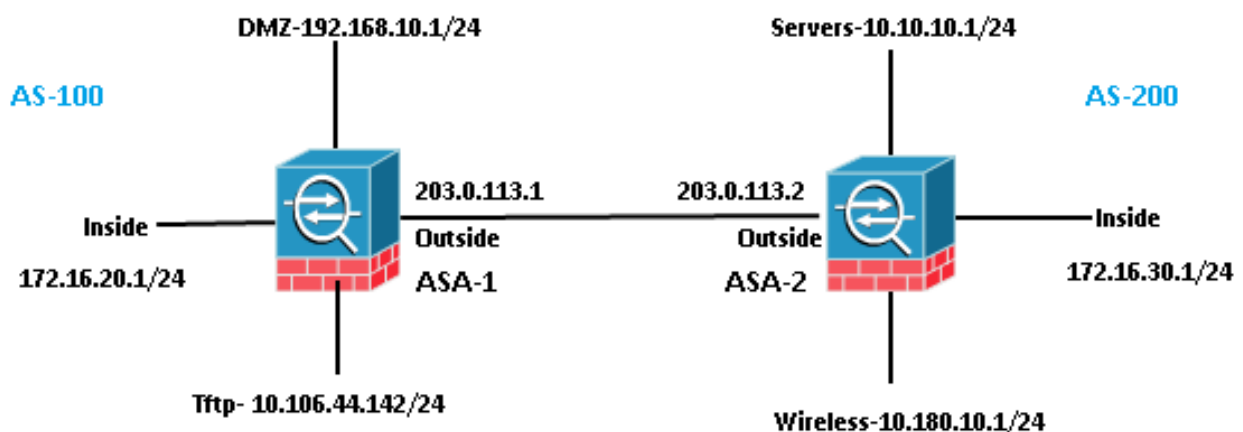 DMZ-192.168.10.1/24
Servers-10.10.10.1/24
AS-100
AS-200
203.0.113.1
203.0.113.2
Inside
Outside
Outside
Inside
172.16.20.1/24
ASA-1
ASA-2
172.16.30.1/24
Tftp- 10.106.44.142/24
Wireless-10.180.10.1/24